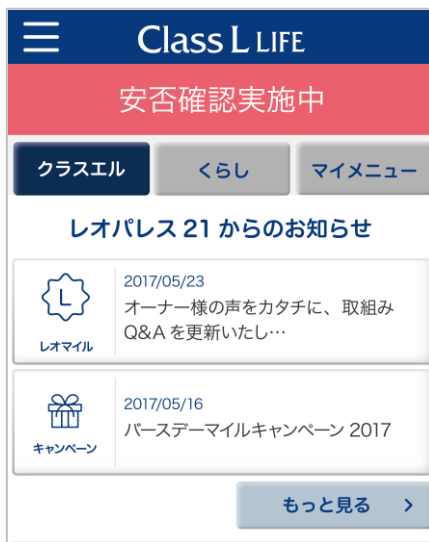 Class L LIFE
安否確認実施中
クラスエル
くらし
マイメニュー
レオパレス 21 からのお知らせ
L
レオマイル
2017/05/23
オーナー様の声をカタチに、取組み
Q&A を更新いたし…
キャンペーン
2017/05/16
バースデーマイルキャンペーン 2017
もっと見る >